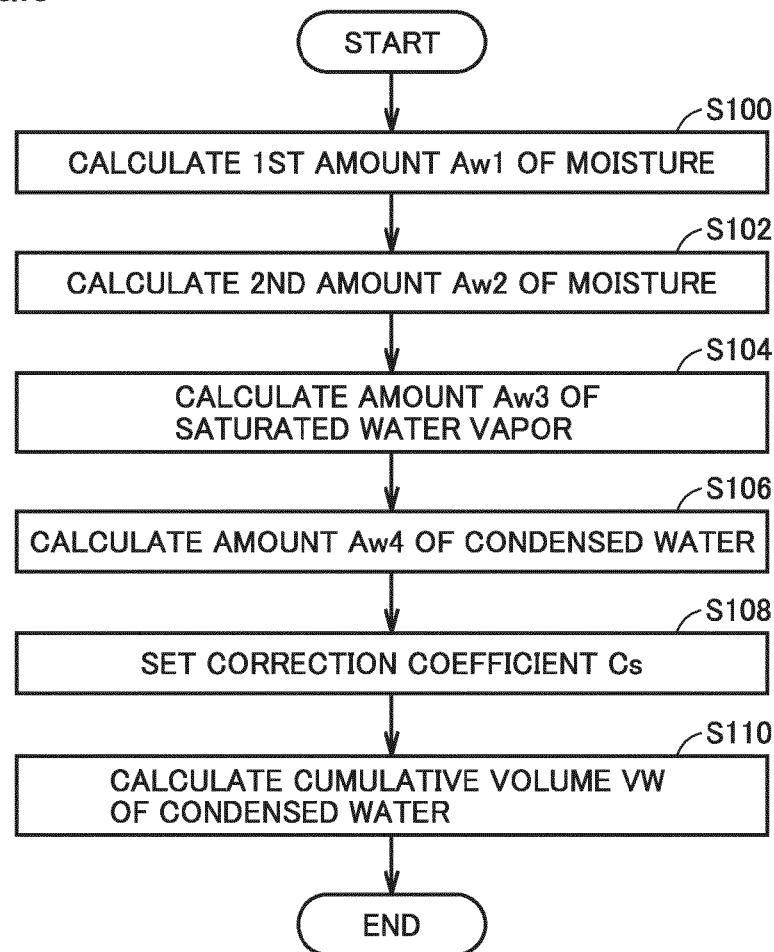 START
S100
CALCULATE 1ST AMOUNT Aw1 OF MOISTURE
S102
CALCULATE 2ND AMOUNT Aw2 OF MOISTURE
S104
CALCULATE AMOUNT Aw3 OF
SATURATED WATER VAPOR
S106
CALCULATE AMOUNT Aw4 OF CONDENSED WATER
S108
SET CORRECTION COEFFICIENT Cs
S110
CALCULATE CUMULATIVE VOLUME VW
OF CONDENSED WATER
END